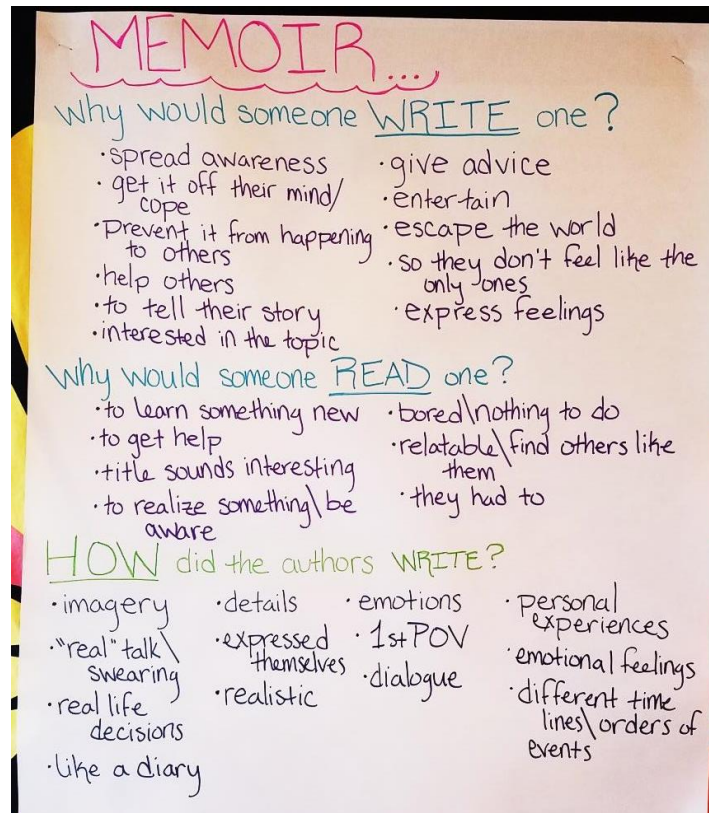 MEMOIR...
Why would someone WRITE one?
•spread awareness
•get it off their mind/
cope
•Prevent it from happening
to others
•help others
•to tell their story
•interested in the topic
•give advice
•entertain
•escape the world
•so they don't feel like the
only ones
•express feelings
Why would someone READ one?
•to learn something new
•to get help
•title sounds interesting
•to realize something\be
aware
•bored\nothing to do
•relatable\find others like
them
•they had to
HOW did the authors WRITE?
•imagery
•"real" talk\
swearing
•real life
decisions
•like a diary
•details
•expressed
themselves
•realistic
•emotions
•1st POV
•dialogue
•personal
experiences
•emotional feelings
•different time
lines\orders of
events